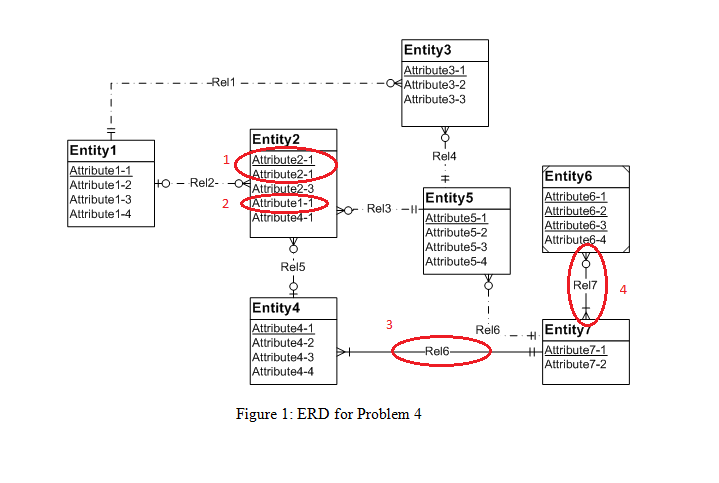 Entity3
Attribute3-1
Attribute3-2
Attribute3-3
Rel1
Entity1
Attribute1-1
Attribute1-2
Attribute1-3
Attribute1-4
Rel2
1
2
Entity2
Attribute2-1
Attribute2-1
Attribute2-3
Attribute1-1
Attribute4-1
Rel4
Rel3
Entity5
Attribute5-1
Attribute5-2
Attribute5-3
Attribute5-4
Entity6
Attribute6-1
Attribute6-2
Attribute6-3
Attribute6-4
Rel5
Rel7
4
Entity4
Attribute4-1
Attribute4-2
Attribute4-3
Attribute4-4
3
Rel6
Rel6
Entity7
Attribute7-1
Attribute7-2
Figure 1: ERD for Problem 4